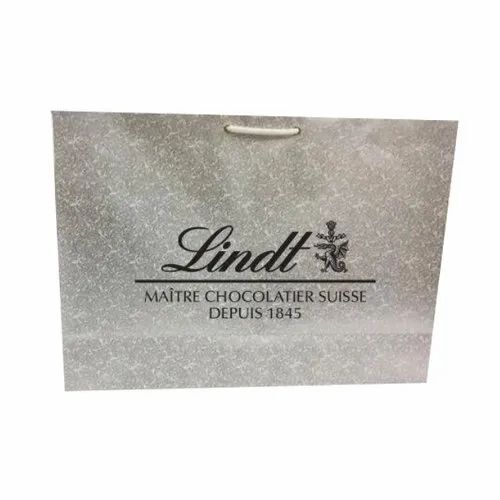 Lindt
MAÎTRE CHOCOLATIER SUISSE
DEPUIS 1845